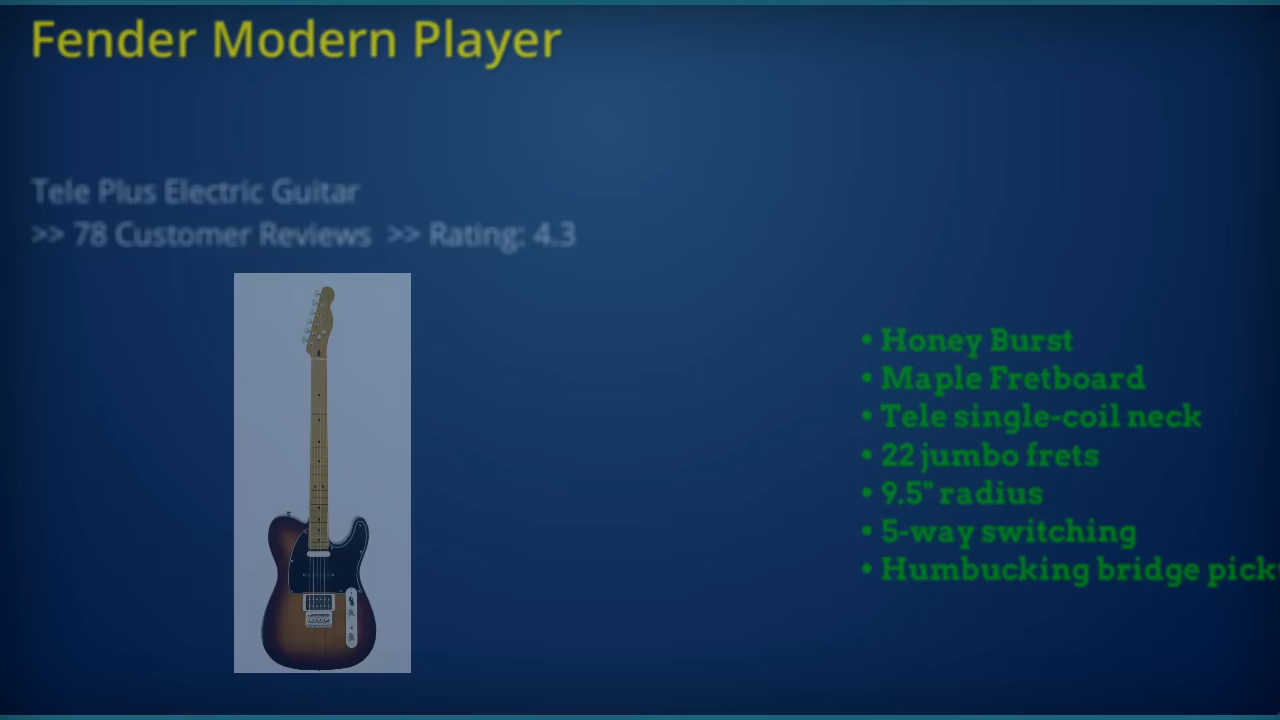 Fender Modern Player
Tele Plus Electric Guitar
>> 78 Customer Reviews >> Rating: 4.3
• Honey Burst
• Maple Fretboard
• Tele single-coil neck
• 22 jumbo frets
• 9.5" radius
• 5-way switching
• Humbucking bridge